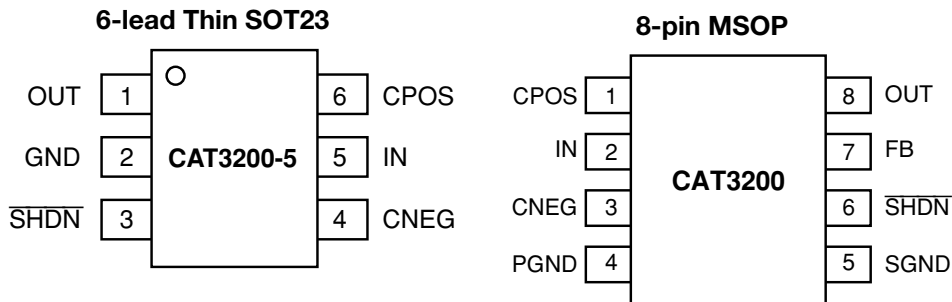 6-lead Thin SOT23
OUT 1 6 CPOS
GND 2 CAT3200-5 5 IN
SHDN 3 4 CNEG
8-pin MSOP
CPOS 1 8 OUT
IN 2 7 FB
CAT3200
CNEG 3 6 SHDN
PGND 4 5 SGND